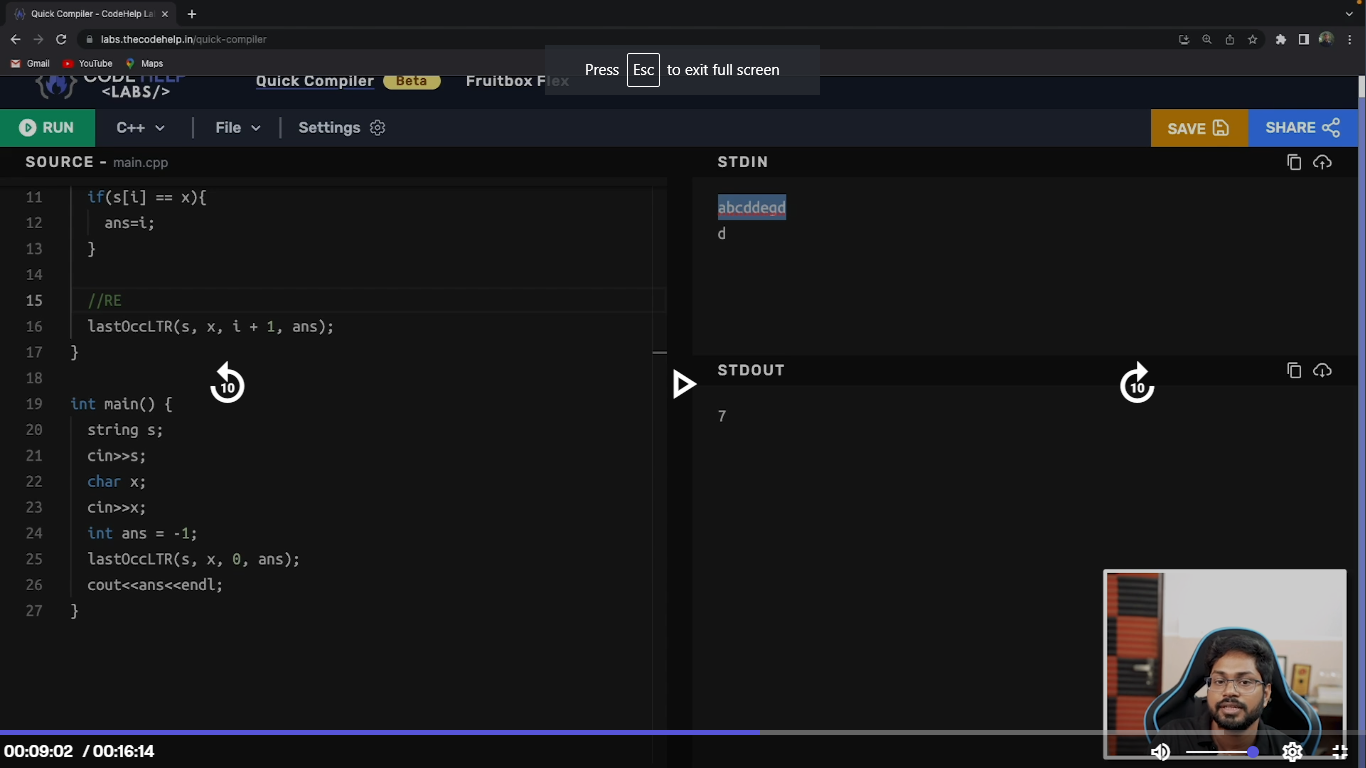 Quick Compiler - CodeHelp La
labs.thecodehelp.in/quick-compiler
Gmail YouTube Maps
Press Esc to exit full screen
CODE HELP
<LABS/>
Quick Compiler Beta Fruitbox Flex
RUN C++ File Settings SAVE SHARE
SOURCE - main.cpp
11 if(s[i] == x){
12 ans=i;
13 }
14
15 //RE
16 lastOccLTR(s, x, i + 1, ans);
17 }
18
19 int main() {
20 string s;
21 cin>>s;
22 char x;
23 cin>>x;
24 int ans = -1;
25 lastOccLTR(s, x, 0, ans);
26 cout<<ans<<endl;
27 }
10
STDIN
abcddegd
d
STDOUT
7
10
00:09:02 / 00:16:14